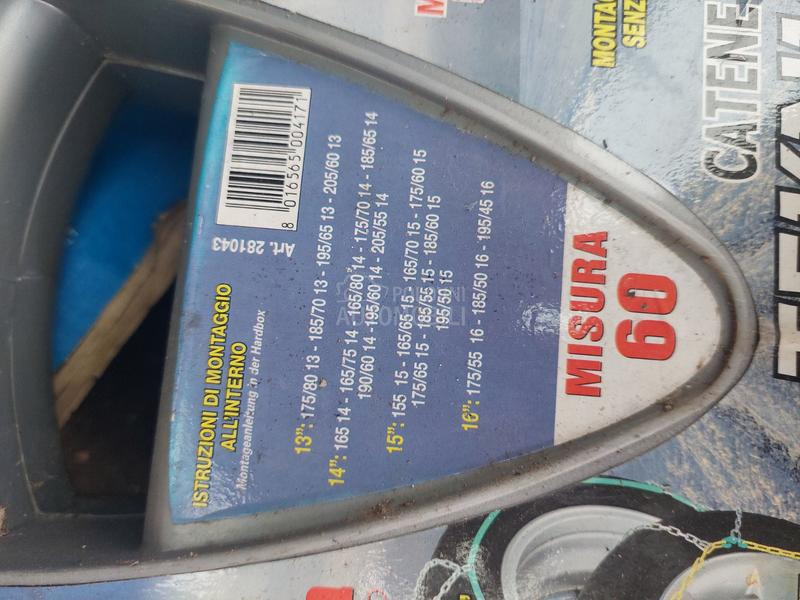 ISTRUZIONI DI MONTAGGIO
ALL'INTERNO
Montageanleitung in der Hardbox
Art. 281043
8 016565 004171
13": 175/80 13 - 185/70 13 - 195/65 13 - 205/60 13
14": 165 14 - 165/75 14 - 165/80 14 - 175/70 14 - 185/65 14
190/60 14 -195/60 14 - 205/55 14
15": 155 15 - 165/65 15 - 165/70 15 - 175/60 15
175/65 15 - 185/55 15 - 185/60 15
195/50 15
16": 175/55 16 - 185/50 16 - 195/45 16
MISURA
60
CATENE
POLOVNI
AUTOMOBILI